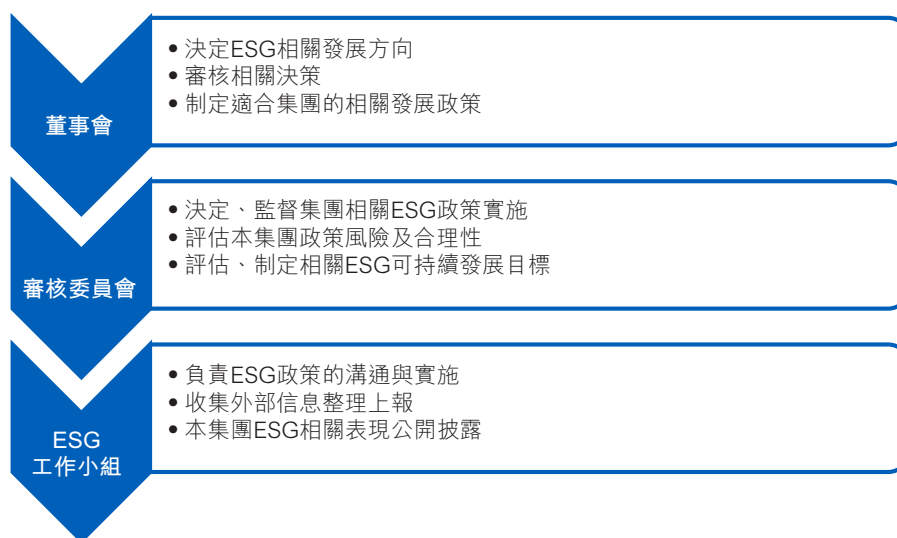 董事會
• 決定ESG相關發展方向
• 審核相關決策
• 制定適合集團的相關發展政策
審核委員會
• 決定、監督集團相關ESG政策實施
• 評估本集團政策風險及合理性
• 評估、制定相關ESG可持續發展目標
ESG
工作小組
• 負責ESG政策的溝通與實施
• 收集外部信息整理上報
• 本集團ESG相關表現公開披露